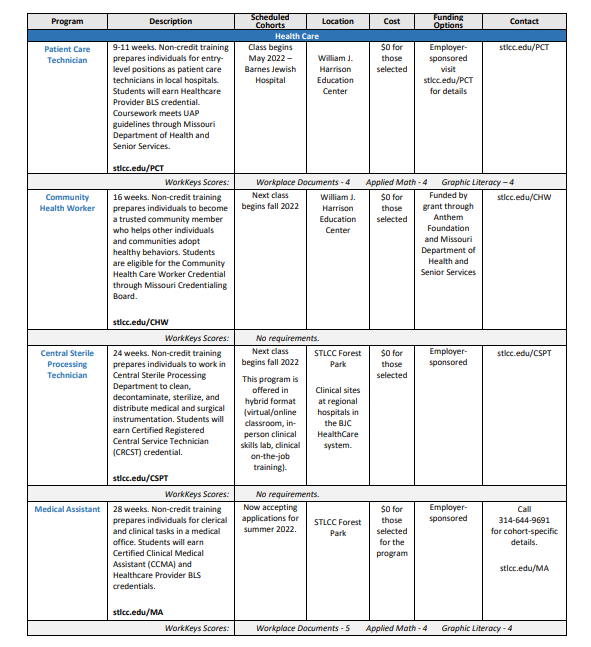 Program Description Scheduled Cohorts Location Cost Funding Options Contact
Health Care
Patient Care
Technician
9-11 weeks. Non-credit training
prepares individuals for entry-
level positions as patient care
technicians in local hospitals.
Students will earn Healthcare
Provider BLS credential.
Coursework meets UAP
guidelines through Missouri
Department of Health and
Senior Services.
stlcc.edu/PCT
Class begins
May 2022 –
Barnes Jewish
Hospital
William J.
Harrison
Education
Center
$0 for
those
selected
Employer-
sponsored
visit
stlcc.edu/PCT
for details
stlcc.edu/PCT
WorkKeys Scores: Workplace Documents - 4 Applied Math - 4 Graphic Literacy – 4
Community
Health Worker
16 weeks. Non-credit training
prepares individuals to become
a trusted community member
who helps other individuals
and communities adopt
healthy behaviors. Students
are eligible for the Community
Health Care Worker Credential
through Missouri Credentialing
Board.
stlcc.edu/CHW
Next class
begins fall 2022
William J.
Harrison
Education
Center
$0 for
those
selected
Funded by
grant through
Anthem
Foundation
and Missouri
Department of
Health and
Senior Services
stlcc.edu/CHW
WorkKeys Scores: No requirements.
Central Sterile
Processing
Technician
24 weeks. Non-credit training
prepares individuals to work in
Central Sterile Processing
Department to clean,
decontaminate, sterilize, and
distribute medical and surgical
instrumentation. Students will
earn Certified Registered
Central Service Technician
(CRCST) credential.
stlcc.edu/CSPT
Next class
begins fall 2022
This program is
offered in
hybrid format
(virtual/online
classroom, in-
person clinical
skills lab, clinical
on-the-job
training).
STLCC Forest
Park
Clinical sites
at regional
hospitals in
the BJC
HealthCare
system.
$0 for
those
selected
Employer-
sponsored
stlcc.edu/CSPT
WorkKeys Scores: No requirements.
Medical Assistant
28 weeks. Non-credit training
prepares individuals for clerical
and clinical tasks in a medical
office. Students will earn
Certified Clinical Medical
Assistant (CCMA) and
Healthcare Provider BLS
credentials.
stlcc.edu/MA
Now accepting
applications for
summer 2022.
STLCC Forest
Park
$0 for
those
selected
for the
program
Employer-
sponsored
Call
314-644-9691
for cohort-specific
details.
stlcc.edu/MA
WorkKeys Scores: Workplace Documents - 5 Applied Math - 4 Graphic Literacy - 4